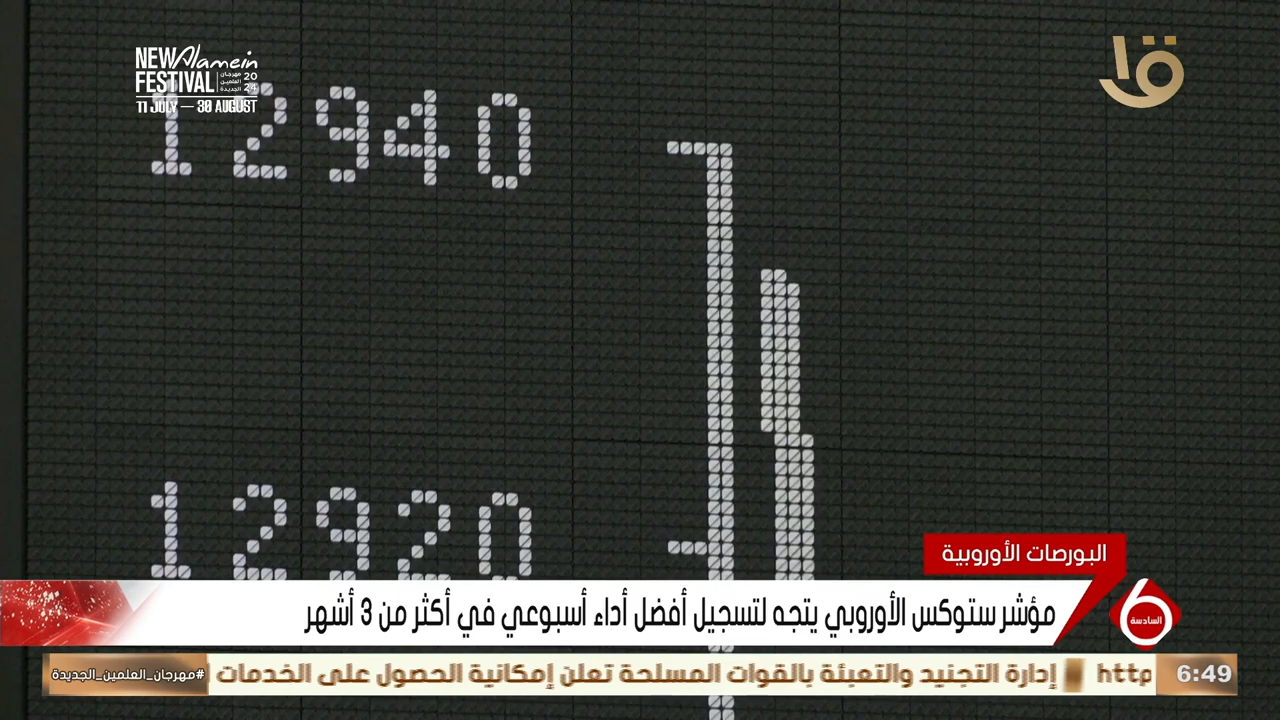 NEW Alamein
FESTIVAL
مهرجان
العلمين
الجديدة
20
24
11 JULY — 30 AUGUST
12940
12920
البورصات الأوروبية
مؤشر ستوكس الأوروبي يتجه لتسجيل أفضل أداء أسبوعي في أكثر من 3 أشهر
6
السادسة
6:49
http
إدارة التجنيد والتعبئة بالقوات المسلحة تعلن إمكانية الحصول على الخدمات
#مهرجان_العلمين_الجديدة